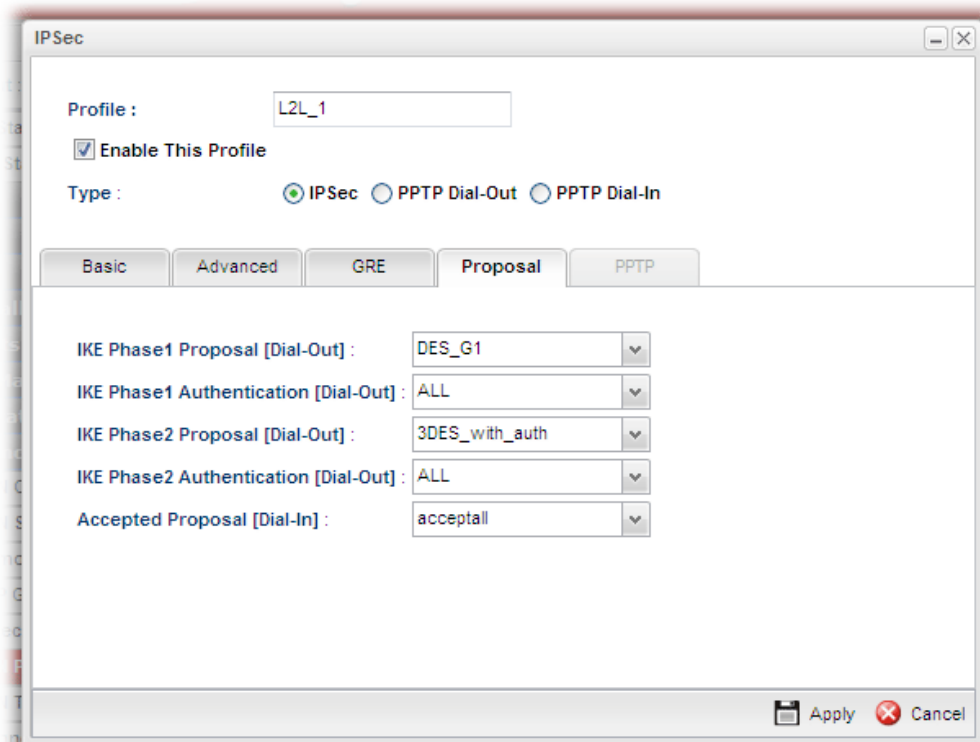 IPSec
Profile :
L2L_1
Enable This Profile
Type :
IPSec PPTP Dial-Out PPTP Dial-In
Basic Advanced GRE Proposal PPTP
IKE Phase1 Proposal [Dial-Out] : DES_G1
IKE Phase1 Authentication [Dial-Out] : ALL
IKE Phase2 Proposal [Dial-Out] : 3DES_with_auth
IKE Phase2 Authentication [Dial-Out] : ALL
Accepted Proposal [Dial-In] : acceptall
Apply Cancel